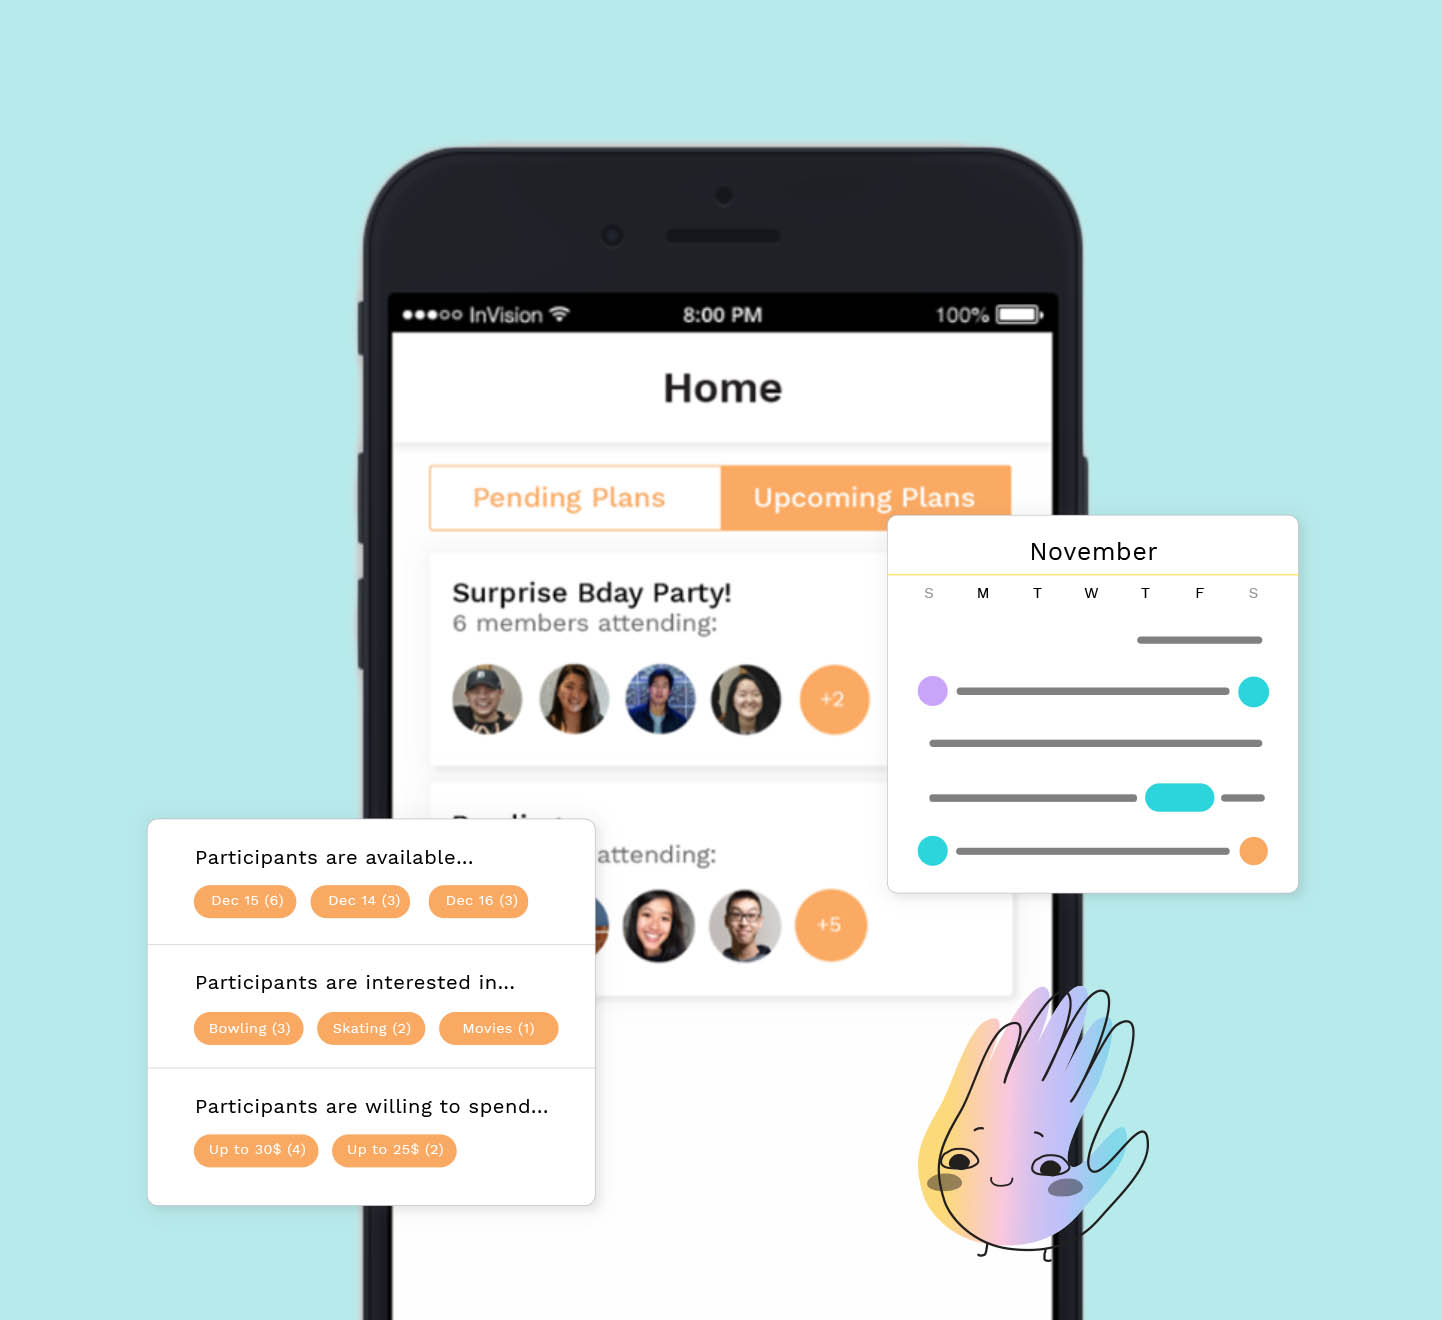 InVision 8:00 PM 100%
Home
Pending Plans Upcoming Plans
Surprise Bday Party!
6 members attending:
+2
attending:
+5
November
S M T W T F S
Participants are available...
Dec 15 (6) Dec 14 (3) Dec 16 (3)
Participants are interested in...
Bowling (3) Skating (2) Movies (1)
Participants are willing to spend...
Up to 30$ (4) Up to 25$ (2)